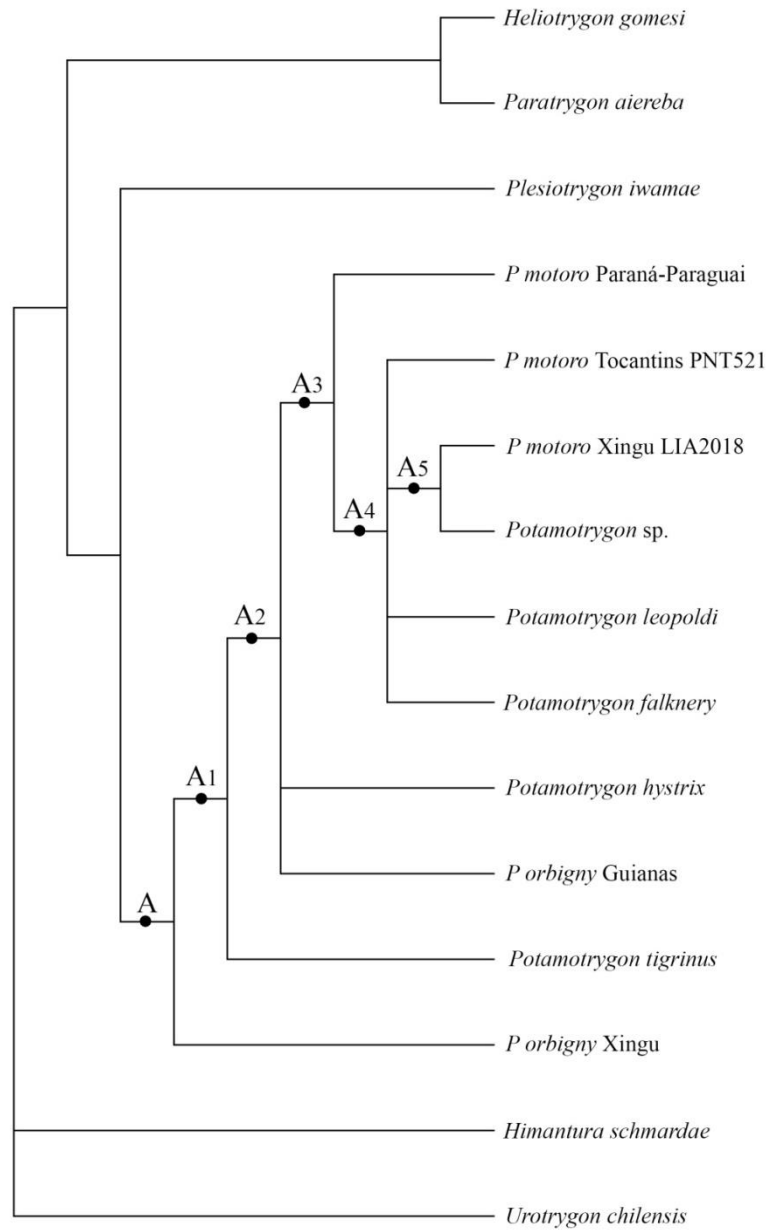 Heliotrygon gomesi
Paratrygon aiereba
Plesiotrygon iwamae
P motoro Paraná-Paraguai
A3
P motoro Tocantins PNT521
P motoro Xingu LIA2018
A5
A4
Potamotrygon sp.
Potamotrygon leopoldi
A2
Potamotrygon falknery
A1
Potamotrygon hystrix
P orbigny Guianas
A
Potamotrygon tigrinus
P orbigny Xingu
Himantura schmardae
Urotrygon chilensis